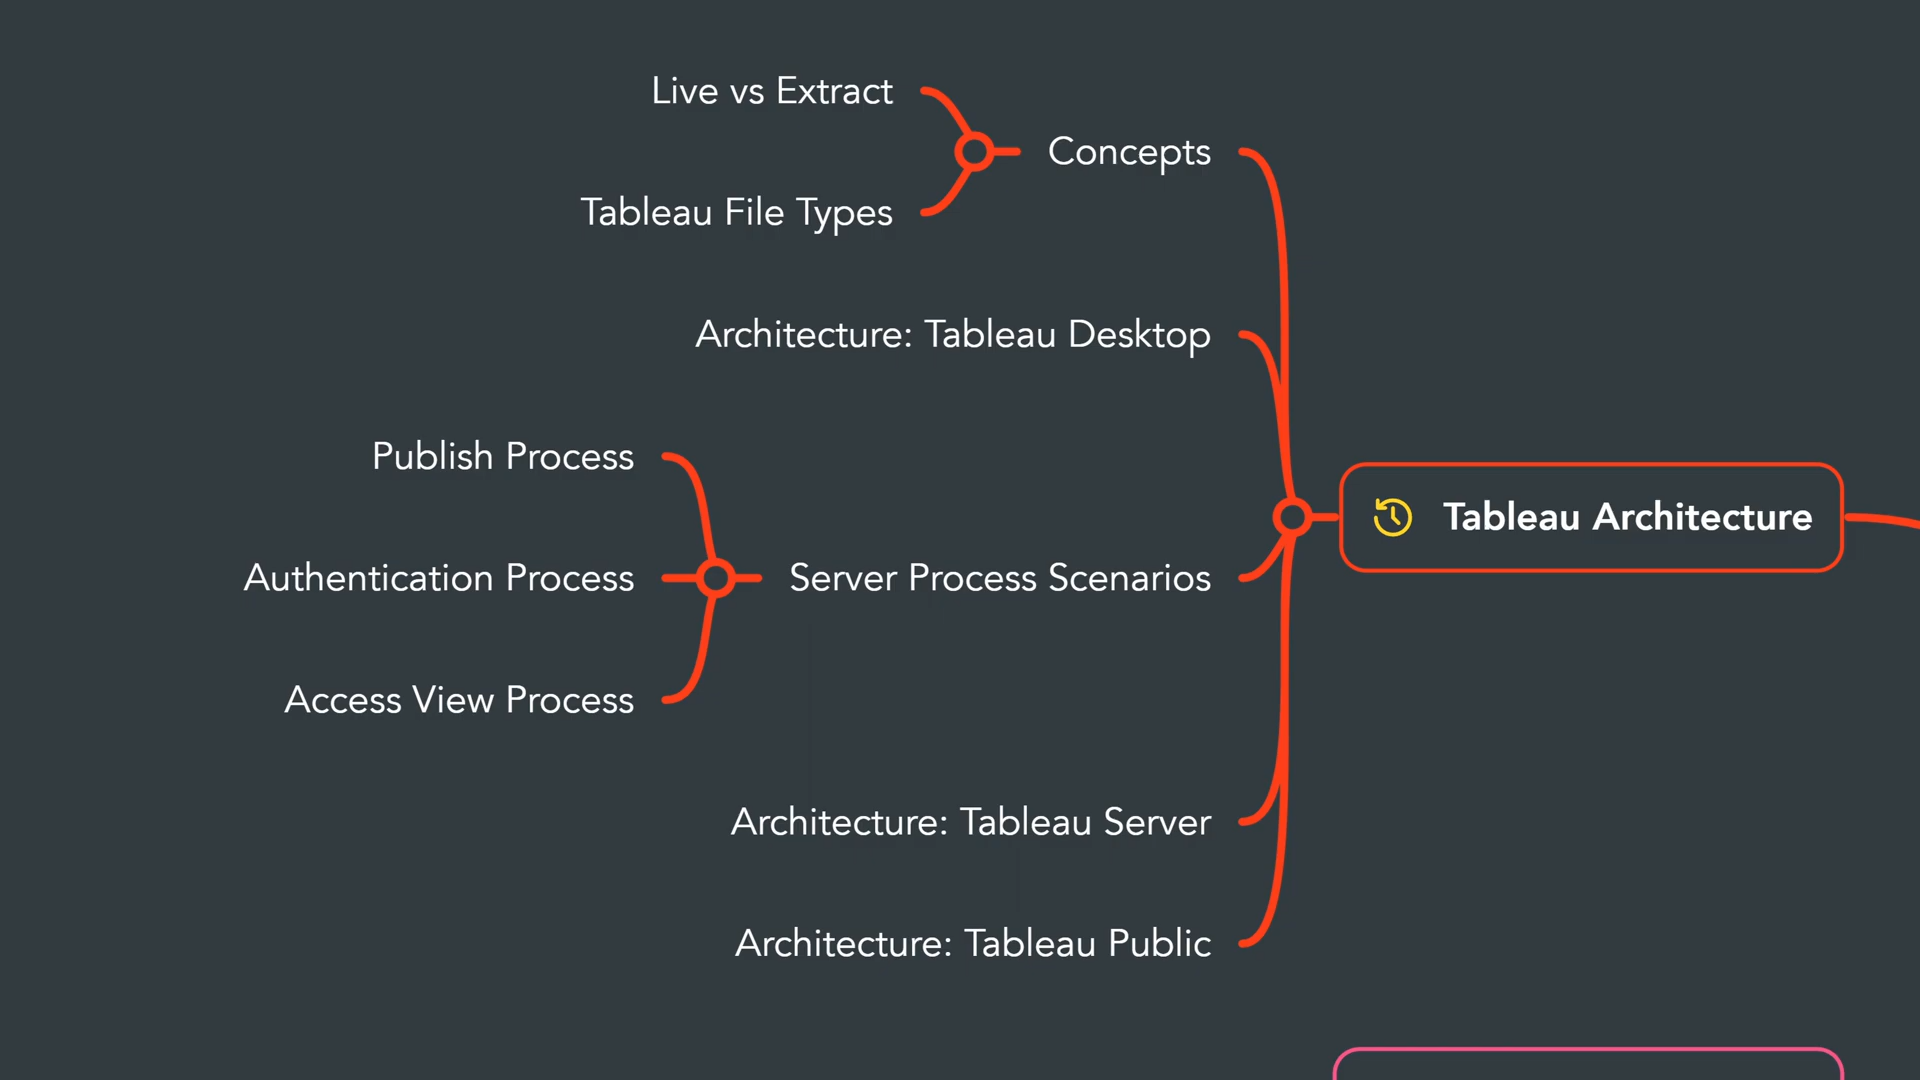 Live vs Extract
Concepts
Tableau File Types
Architecture: Tableau Desktop
Publish Process
Tableau Architecture
Authentication Process
Server Process Scenarios
Access View Process
Architecture: Tableau Server
Architecture: Tableau Public